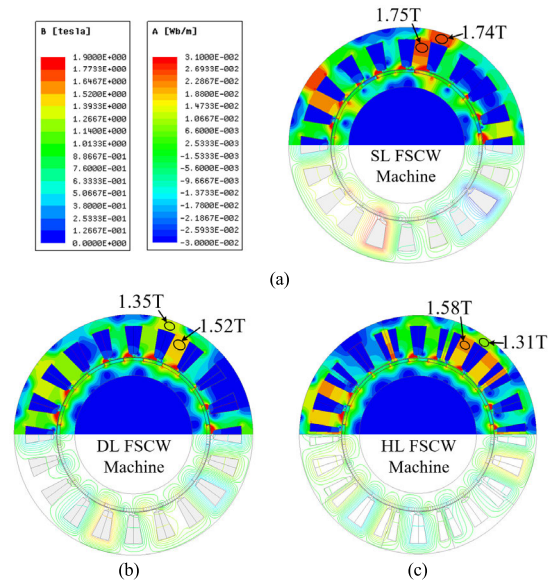 B [tesla]
1.9000E+000
1.7733E+000
1.6467E+000
1.5200E+000
1.3933E+000
1.2667E+000
1.1400E+000
1.0133E+000
8.8667E-001
7.6000E-001
6.3333E-001
5.0667E-001
3.8000E-001
2.5333E-001
1.2667E-001
0.0000E+000
A [Wb/m]
3.1000E-002
2.6933E-002
2.2867E-002
1.8800E-002
1.4733E-002
1.0667E-002
6.6000E-003
2.5333E-003
-1.5333E-003
-5.6000E-003
-9.6667E-003
-1.3733E-002
-1.7800E-002
-2.1867E-002
-2.5933E-002
-3.0000E-002
1.75T
1.74T
SL FSCW
Machine
(a)
1.35T
1.52T
DL FSCW
Machine
(b)
1.58T
1.31T
HL FSCW
Machine
(c)